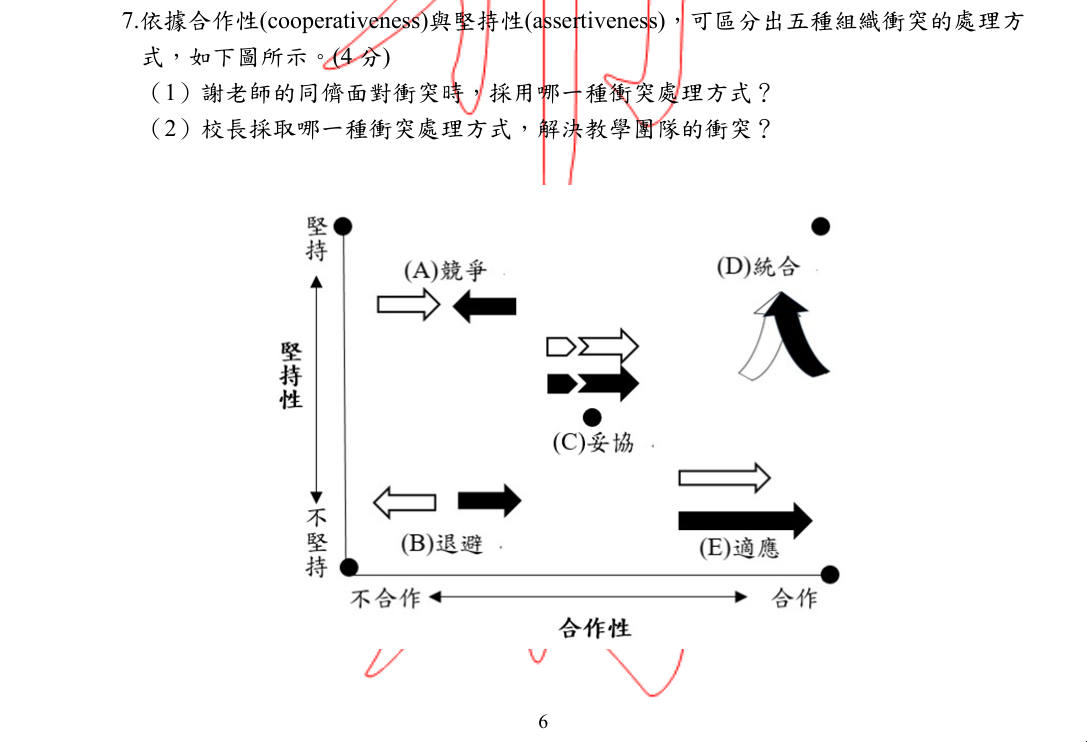 7.依據合作性(cooperativeness)與堅持性(assertiveness)，可區分出五種組織衝突的處理方
式，如下圖所示。(4 分)
（1）謝老師的同儕面對衝突時，採用哪一種衝突處理方式？
（2）校長採取哪一種衝突處理方式，解決教學團隊的衝突？
堅持
(A)競爭
(D)統合
堅持性
(C)妥協
不堅持
(B)退避
(E)適應
不合作
合作
合作性
6